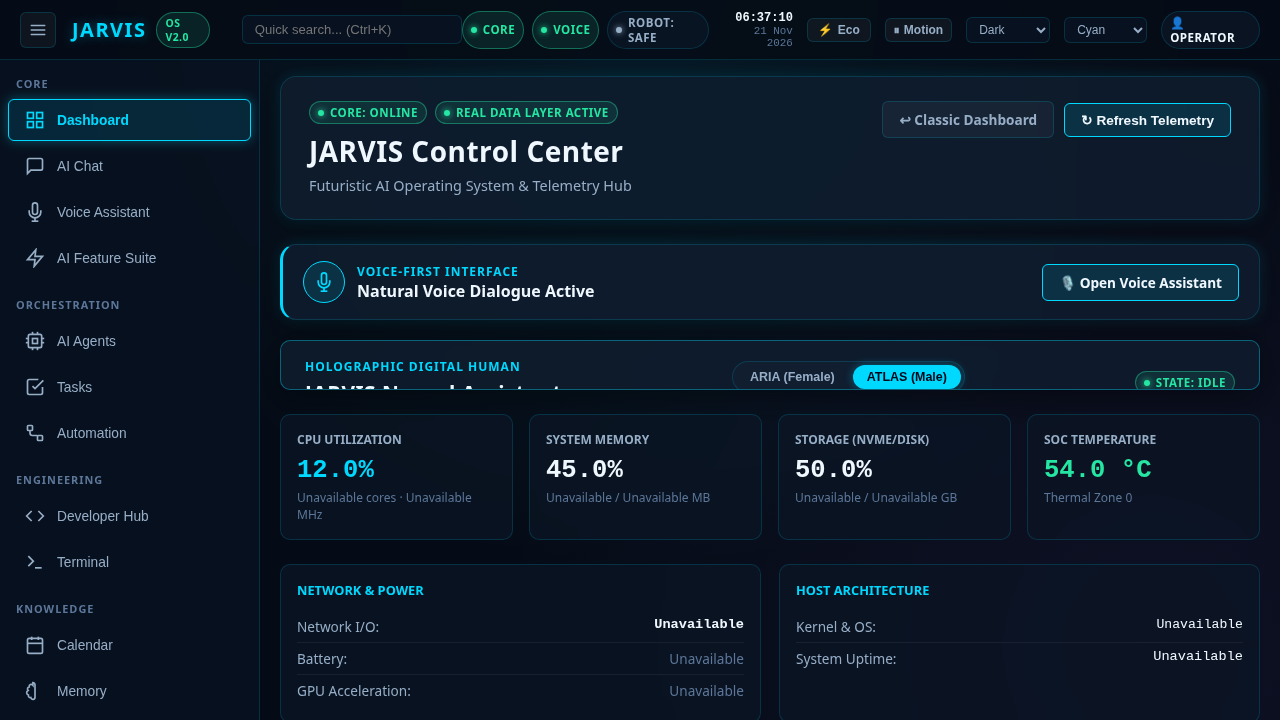 JARVIS
OS V2.0
Quick search... (Ctrl+K)
CORE
VOICE
ROBOT: SAFE
06:37:10
21 Nov 2026
⚡ Eco
Motion
Dark
Cyan
👤 OPERATOR
CORE
Dashboard
AI Chat
Voice Assistant
AI Feature Suite
ORCHESTRATION
AI Agents
Tasks
Automation
ENGINEERING
Developer Hub
Terminal
KNOWLEDGE
Calendar
Memory
CORE: ONLINE
REAL DATA LAYER ACTIVE
JARVIS Control Center
Futuristic AI Operating System & Telemetry Hub
↩ Classic Dashboard
↻ Refresh Telemetry
VOICE-FIRST INTERFACE
Natural Voice Dialogue Active
🎙️ Open Voice Assistant
HOLOGRAPHIC DIGITAL HUMAN
JARVIS Neural Assistant
ARIA (Female)
ATLAS (Male)
STATE: IDLE
CPU UTILIZATION
12.0%
Unavailable cores · Unavailable MHz
SYSTEM MEMORY
45.0%
Unavailable / Unavailable MB
STORAGE (NVME/DISK)
50.0%
Unavailable / Unavailable GB
SOC TEMPERATURE
54.0 °C
Thermal Zone 0
NETWORK & POWER
Network I/O: Unavailable
Battery: Unavailable
GPU Acceleration: Unavailable
HOST ARCHITECTURE
Kernel & OS: Unavailable
System Uptime: Unavailable